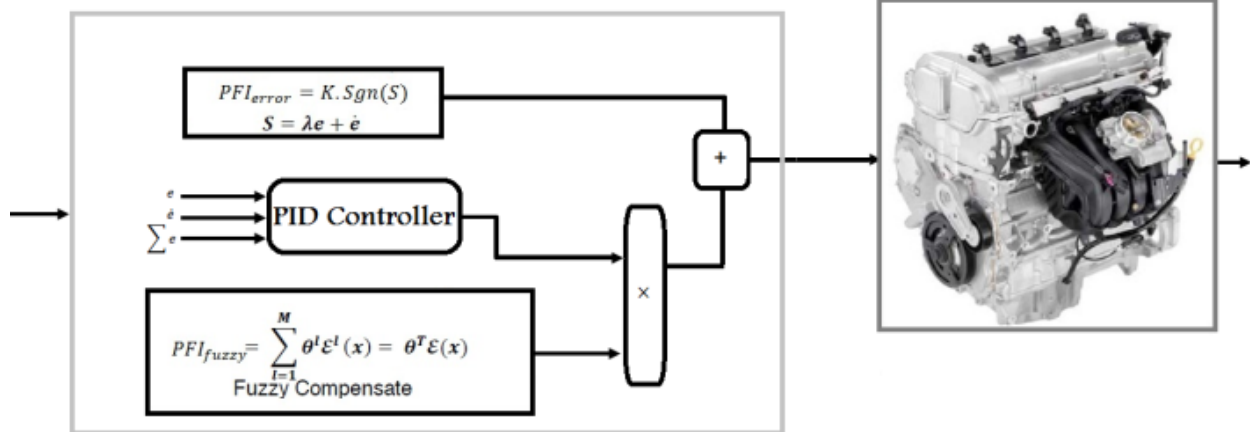 PFI_error = K.Sgn(S)
S = λe + ė
+
e
ė
∑ e
PID Controller
×
PFI_fuzzy = ∑_{l=1}^{M} θ^l ℰ^l (x) = θ^T ℰ(x)
Fuzzy Compensate